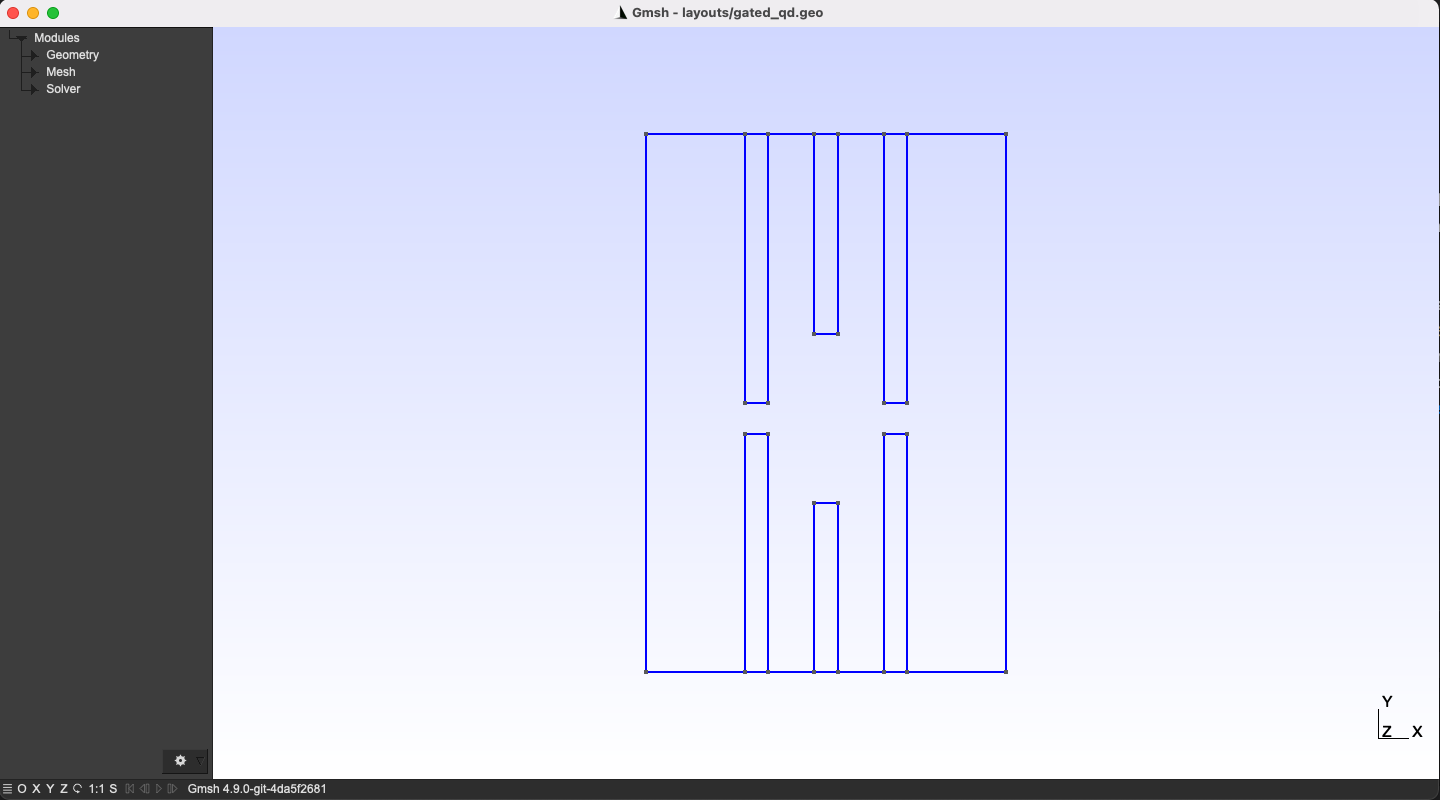 Gmsh - layouts/gated_qd.geo
Modules
Geometry
Mesh
Solver
Y
Z X
O X Y Z 1:1 S Gmsh 4.9.0-git-4da5f2681